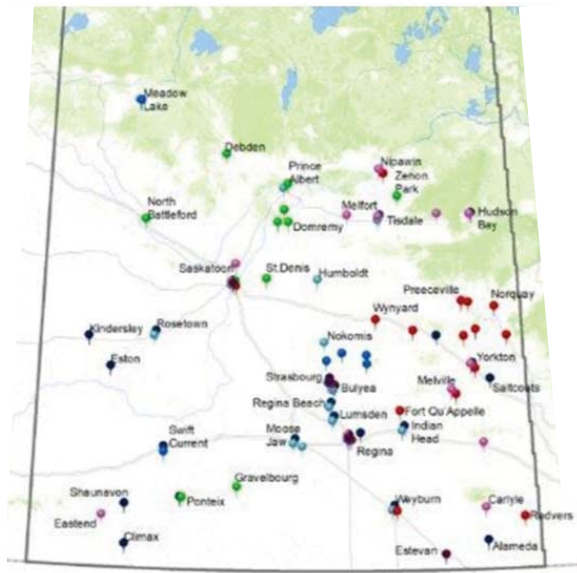 Meadow
Lake
Debden
Prince
Albert
Nipawin
Zenon
Park
North
Battleford
Melfort
Tisdale
Hudson
Bay
Domremy
Saskatoon
St.Denis
Humboldt
Preeceville
Norquay
Wynyard
Kindersley
Rosetown
Nokomis
Eston
Yorkton
Strasbourg
Bulyea
Melville
Saltcoats
Regina Beach
Lumsden
Fort Qu'Appelle
Swift
Current
Moose
Jaw
Indian
Head
Regina
Gravelbourg
Shaunavon
Ponteix
Weyburn
Carlyle
Eastend
Redvers
Climax
Estevan
Alameda